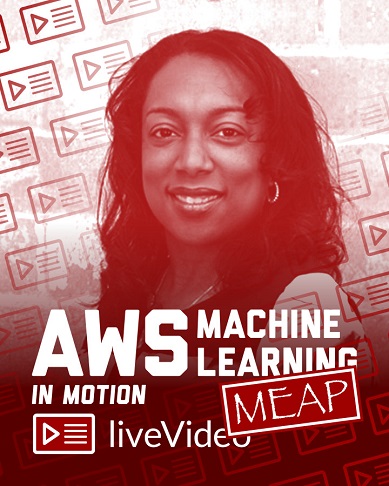 AWS MACHINE
LEARNING
IN MOTION
MEAP
liveVideo